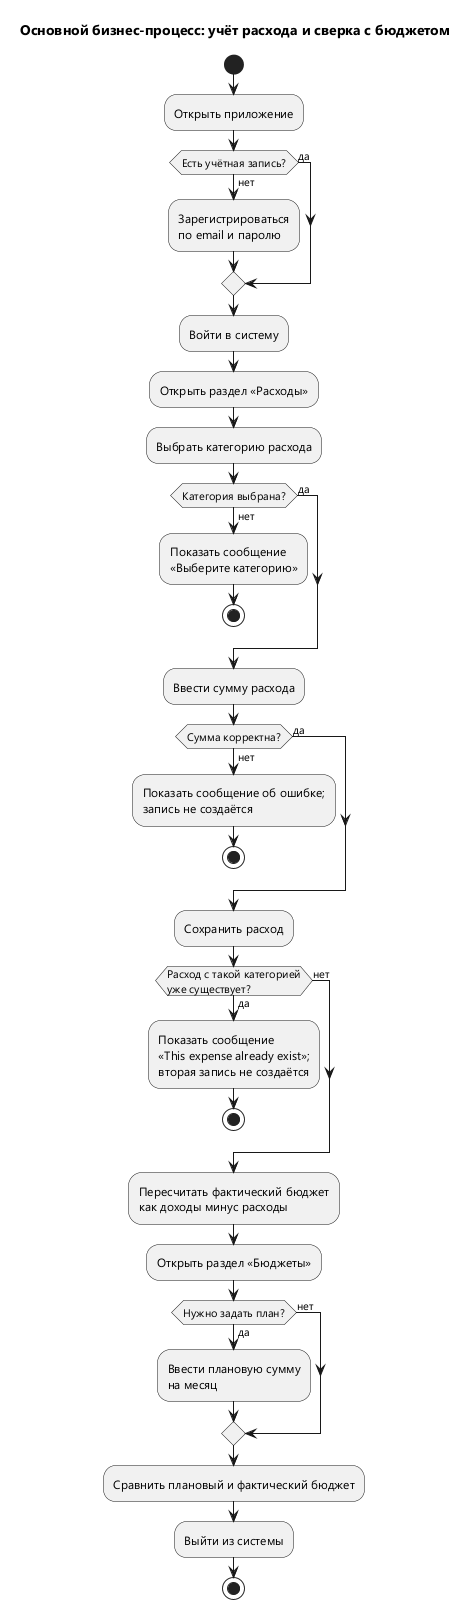 Основной бизнес-процесс: учёт расхода и сверка с бюджетом
Открыть приложение
Есть учётная запись?
да
нет
Зарегистрироваться
по email и паролю
Войти в систему
Открыть раздел «Расходы»
Выбрать категорию расхода
Категория выбрана?
да
нет
Показать сообщение
«Выберите категорию»
Ввести сумму расхода
Сумма корректна?
да
нет
Показать сообщение об ошибке;
запись не создаётся
Сохранить расход
Расход с такой категорией
уже существует?
нет
да
Показать сообщение
«This expense already exist»;
вторая запись не создаётся
Пересчитать фактический бюджет
как доходы минус расходы
Открыть раздел «Бюджеты»
Нужно задать план?
нет
да
Ввести плановую сумму
на месяц
Сравнить плановый и фактический бюджет
Выйти из системы